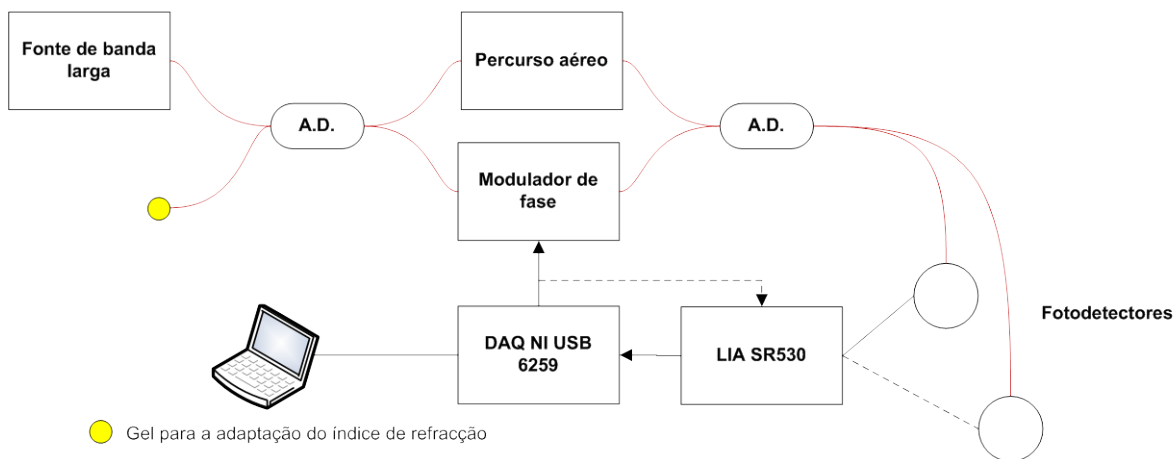 Fonte de banda
larga
Percurso aéreo
A.D.
A.D.
Modulador de
fase
DAQ NI USB
6259
LIA SR530
Fotodetectores
Gel para a adaptação do índice de refracção